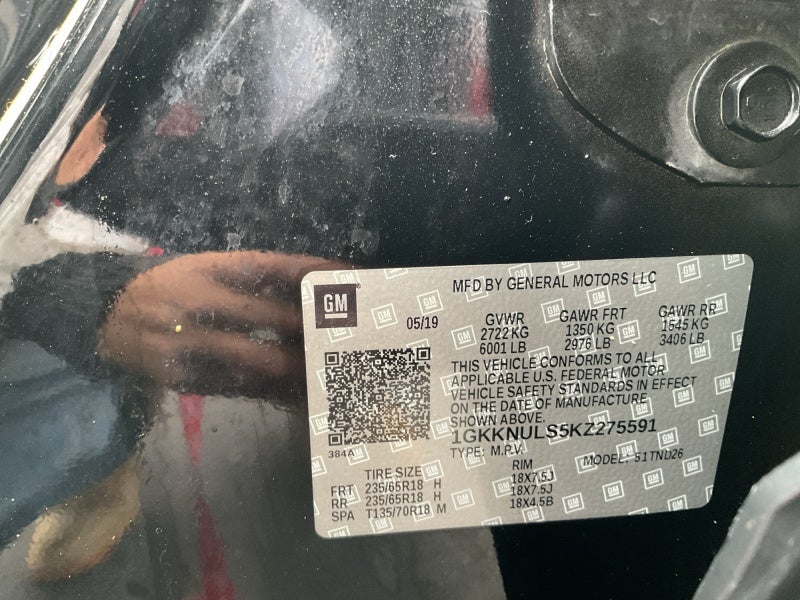 GM
MFD BY GENERAL MOTORS LLC
05/19 GVWR GAWR FRT GAWR RR
2722 KG 1350 KG 1545 KG
6001 LB 2976 LB 3406 LB
THIS VEHICLE CONFORMS TO ALL
APPLICABLE U.S. FEDERAL MOTOR
VEHICLE SAFETY STANDARDS IN EFFECT
ON THE DATE OF MANUFACTURE
SHOWN ABOVE.
1GKKNULS5KZ275591
384A TYPE: M.P.V. MODEL: 51TND26
TIRE SIZE RIM
FRT 235/65R18 H 18X7.5J
RR 235/65R18 H 18X7.5J
SPA T135/70R18 M 18X4.5B